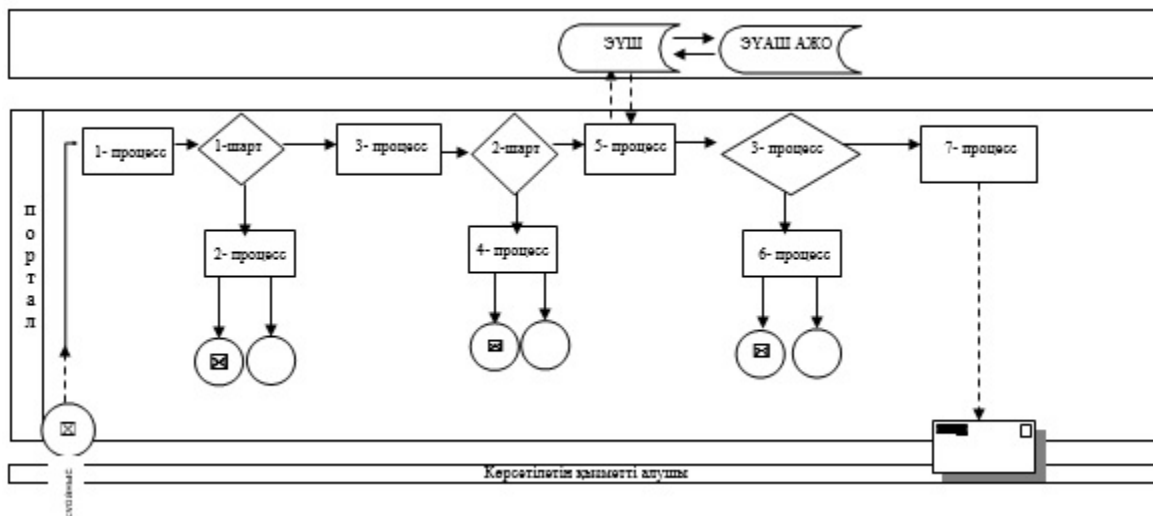 ЭҮШ
ЭҮАШ АЖО
1- процесс
1-шарт
3- процесс
2-шарт
5- процесс
3- процесс
7- процесс
2- процесс
4- процесс
6- процесс
портал
Көрсетілетін қызметті алушы